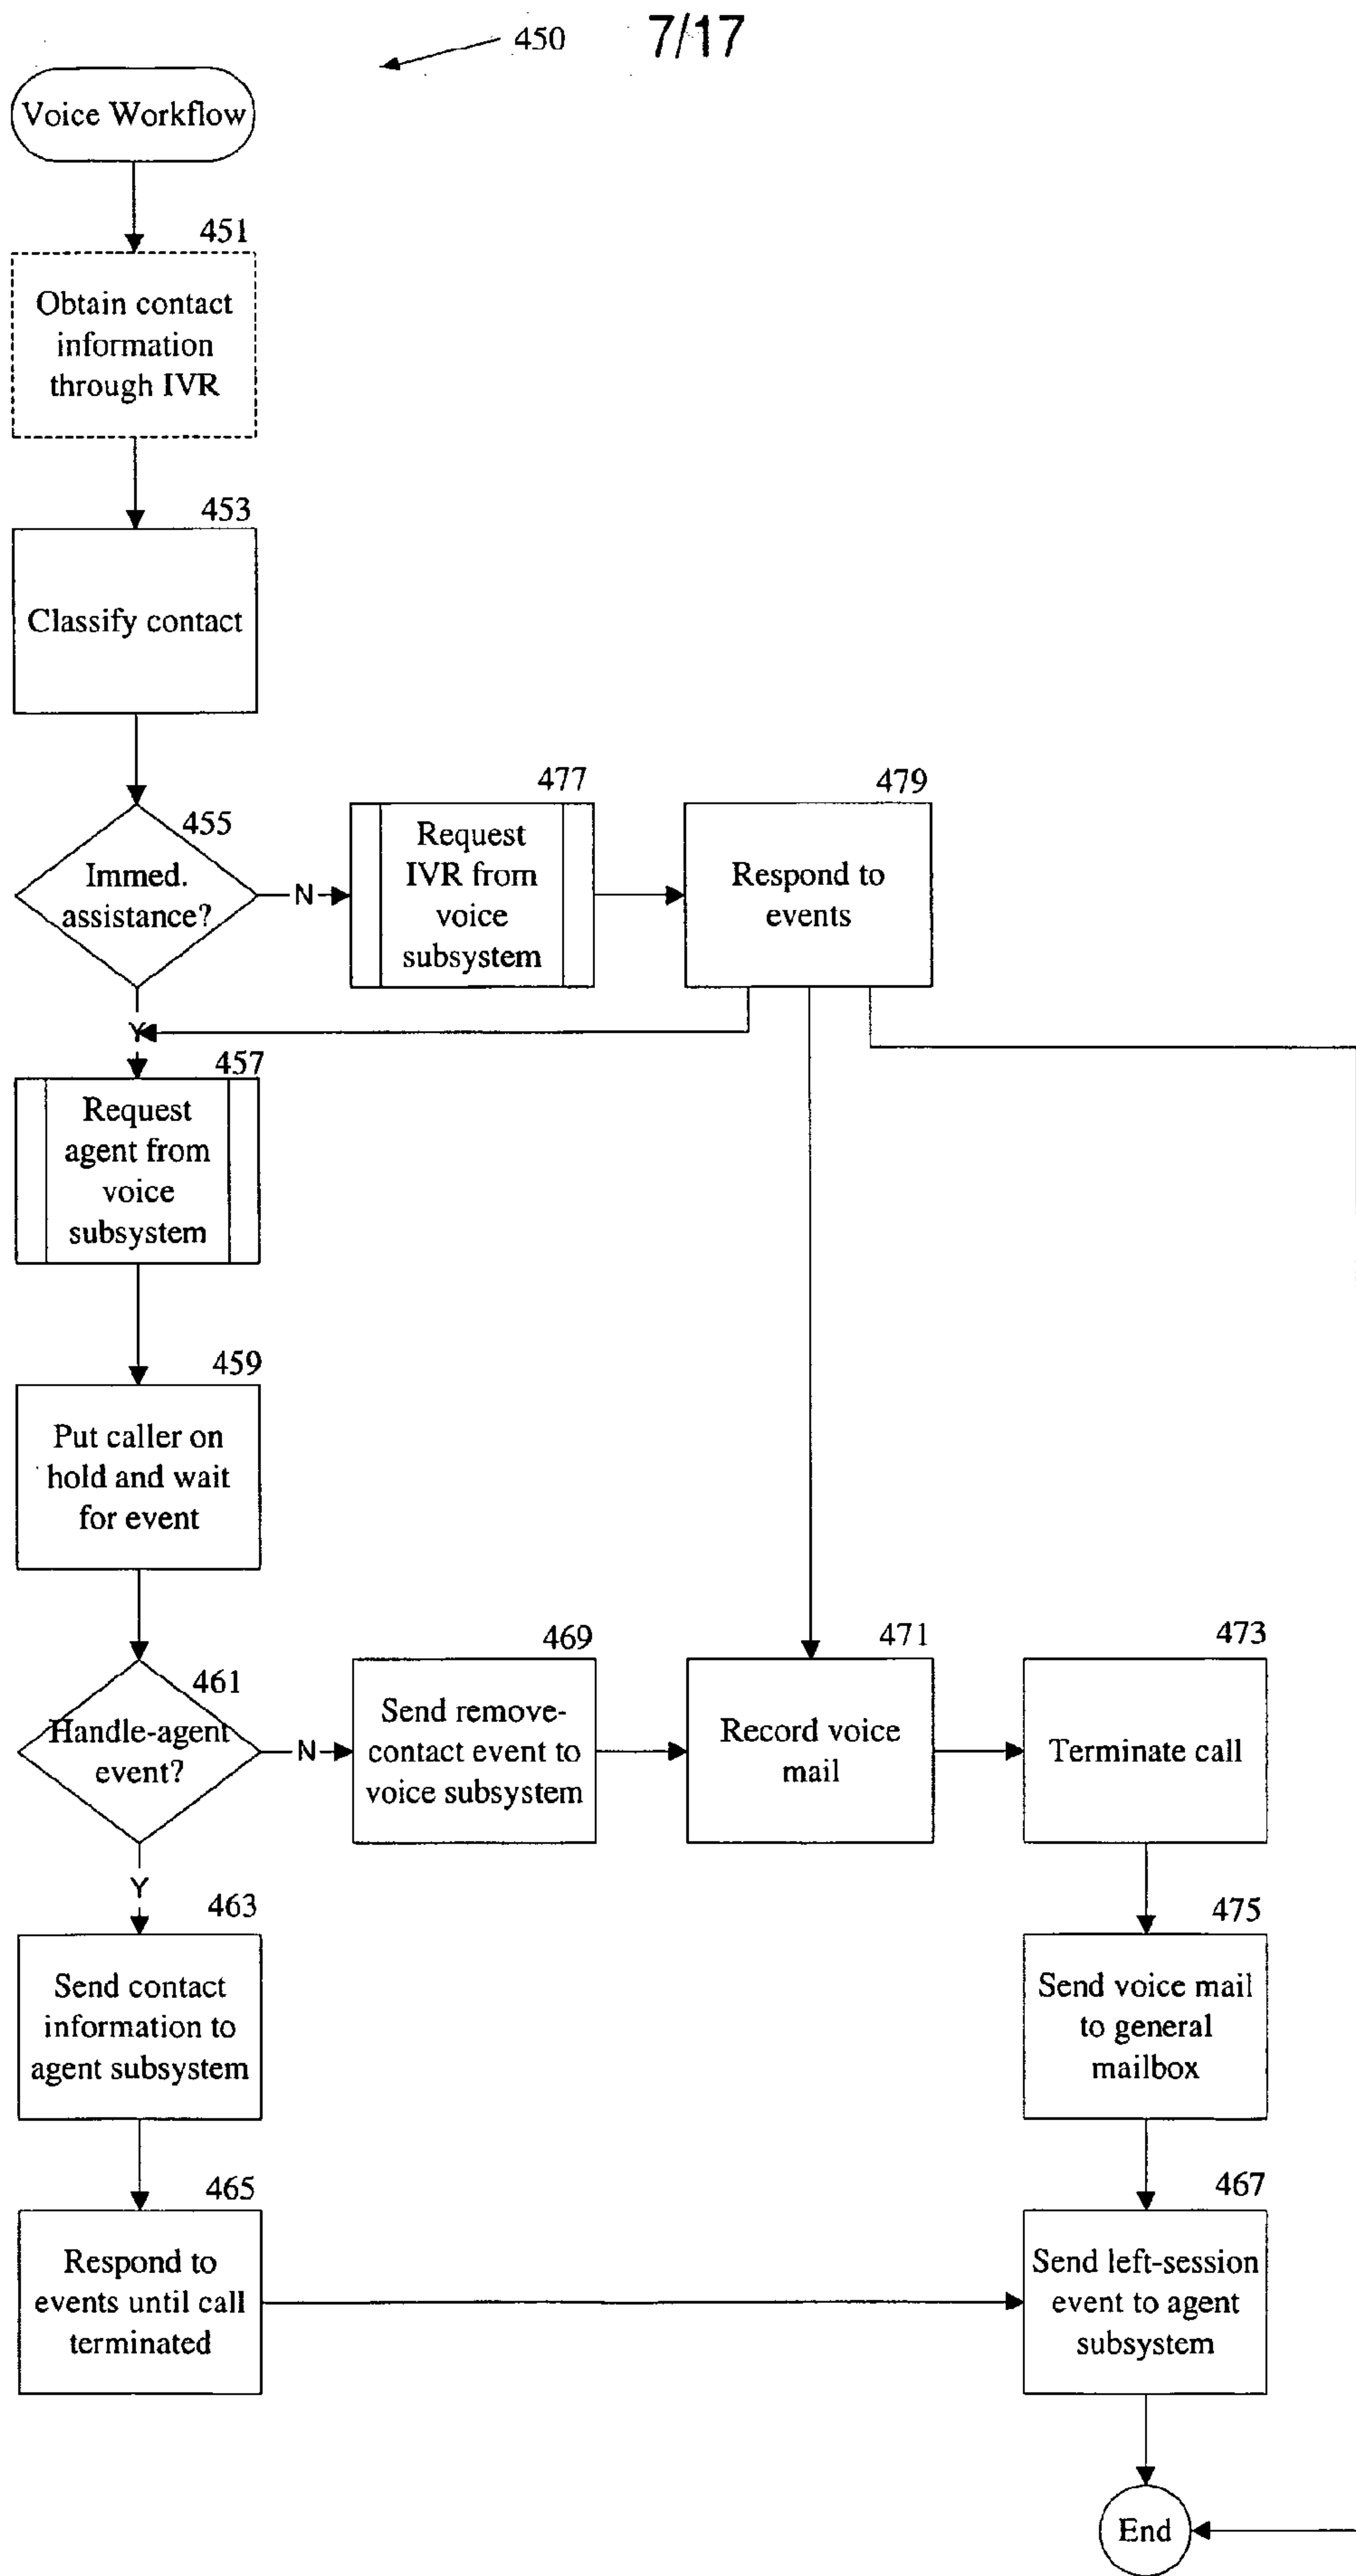 450
7/17
Voice Workflow
451
Obtain contact
information
through IVR
453
Classify contact
455
Immed.
assistance?
N
477
Request
IVR from
voice
subsystem
479
Respond to
events
Y
457
Request
agent from
voice
subsystem
459
Put caller on
hold and wait
for event
461
Handle-agent
event?
N
469
Send remove-
contact event to
voice subsystem
471
Record voice
mail
473
Terminate call
Y
463
Send contact
information to
agent subsystem
475
Send voice mail
to general
mailbox
465
Respond to
events until call
terminated
467
Send left-session
event to agent
subsystem
End